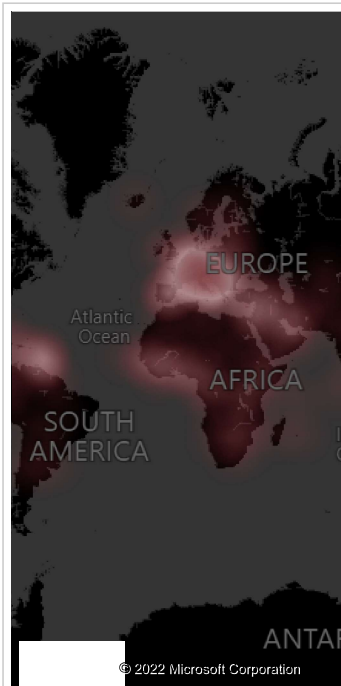 EUROPE
Atlantic
Ocean
AFRICA
SOUTH
AMERICA
ANTAR
© 2022 Microsoft Corporation